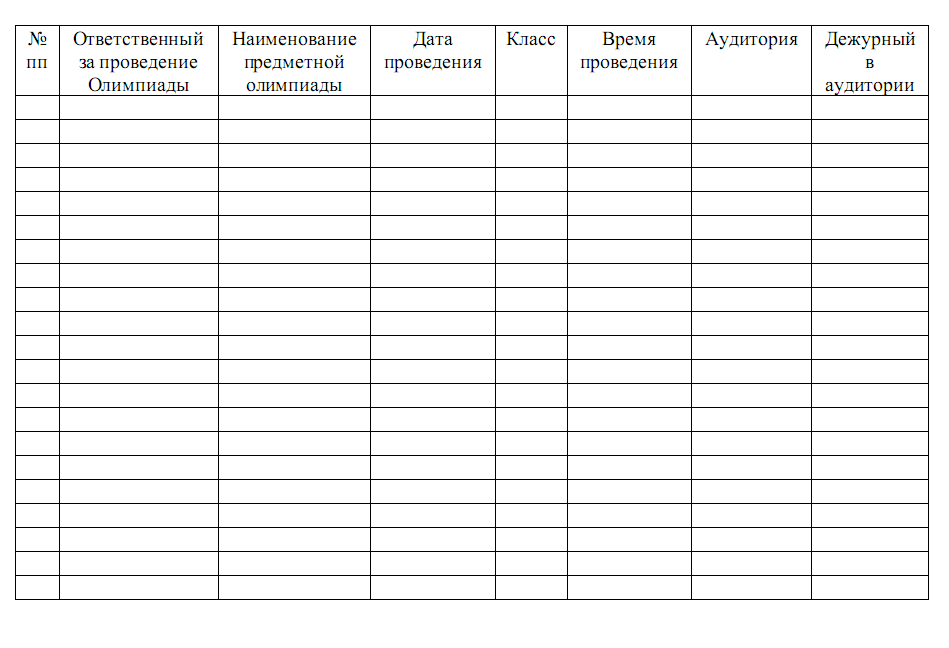 №
пп
Ответственный
за проведение
Олимпиады
Наименование
предметной
олимпиады
Дата
проведения
Класс
Время
проведения
Аудитория
Дежурный
в
аудитории